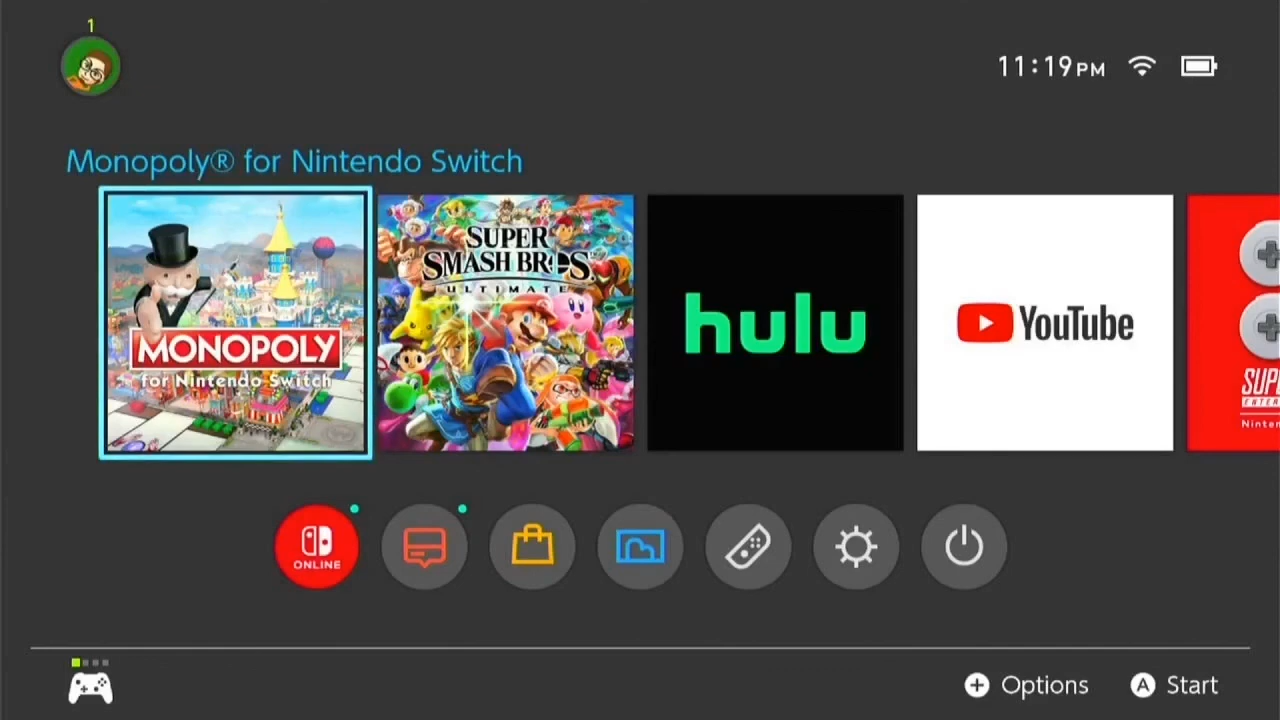 1
11:19PM
Monopoly® for Nintendo Switch
MONOPOLY
for Nintendo Switch
SUPER
SMASH BROS.
ULTIMATE
hulu
YouTube
ONLINE
+ Options
A Start